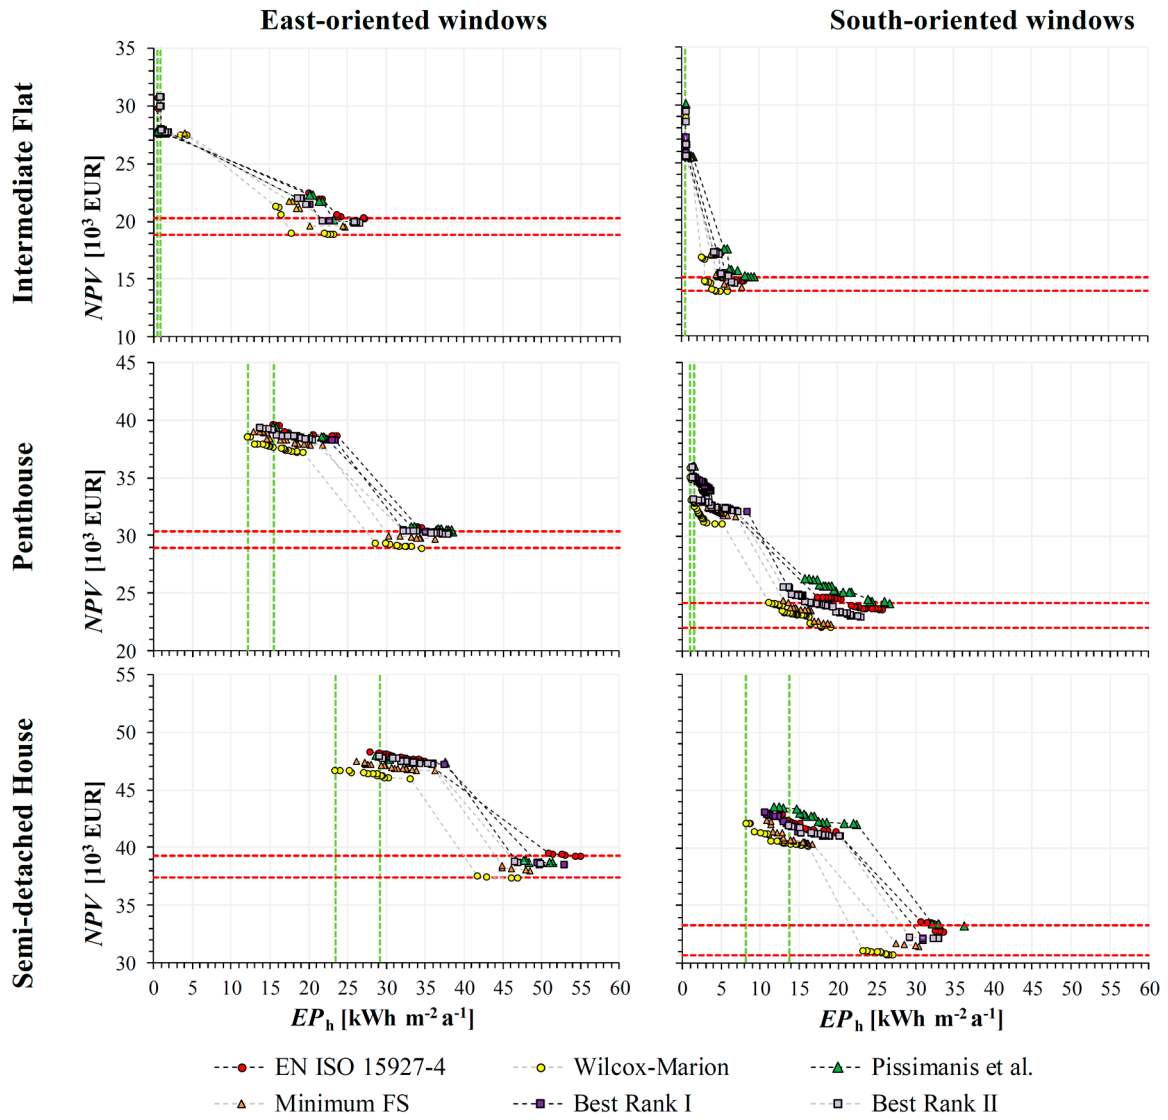 East-oriented windows South-oriented windows
Intermediate Flat
NPV [10³ EUR]
35
30
25
20
15
10
Penthouse
NPV [10³ EUR]
45
40
35
30
25
20
Semi-detached House
NPV [10³ EUR]
55
50
45
40
35
30
0 5 10 15 20 25 30 35 40 45 50 55 60 0 5 10 15 20 25 30 35 40 45 50 55 60
EPh [kWh m⁻² a⁻¹] EPh [kWh m⁻² a⁻¹]
EN ISO 15927-4 Wilcox-Marion Pissimanis et al.
Minimum FS Best Rank I Best Rank II